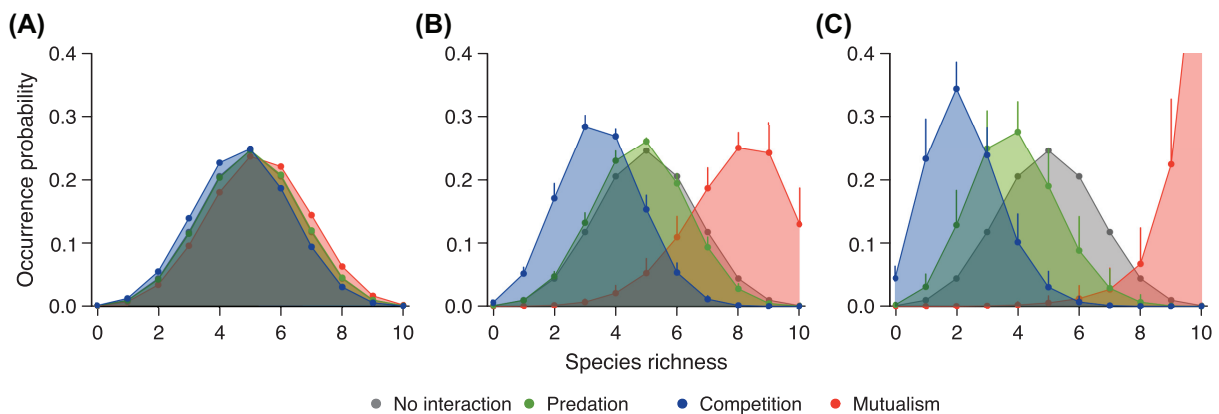 (A)
(B)
(C)
Occurrence probability
0.4
0.3
0.2
0.1
0.0
0 2 4 6 8 10
0.4
0.3
0.2
0.1
0.0
0 2 4 6 8 10
0.4
0.3
0.2
0.1
0.0
0 2 4 6 8 10
Species richness
No interaction Predation Competition Mutualism